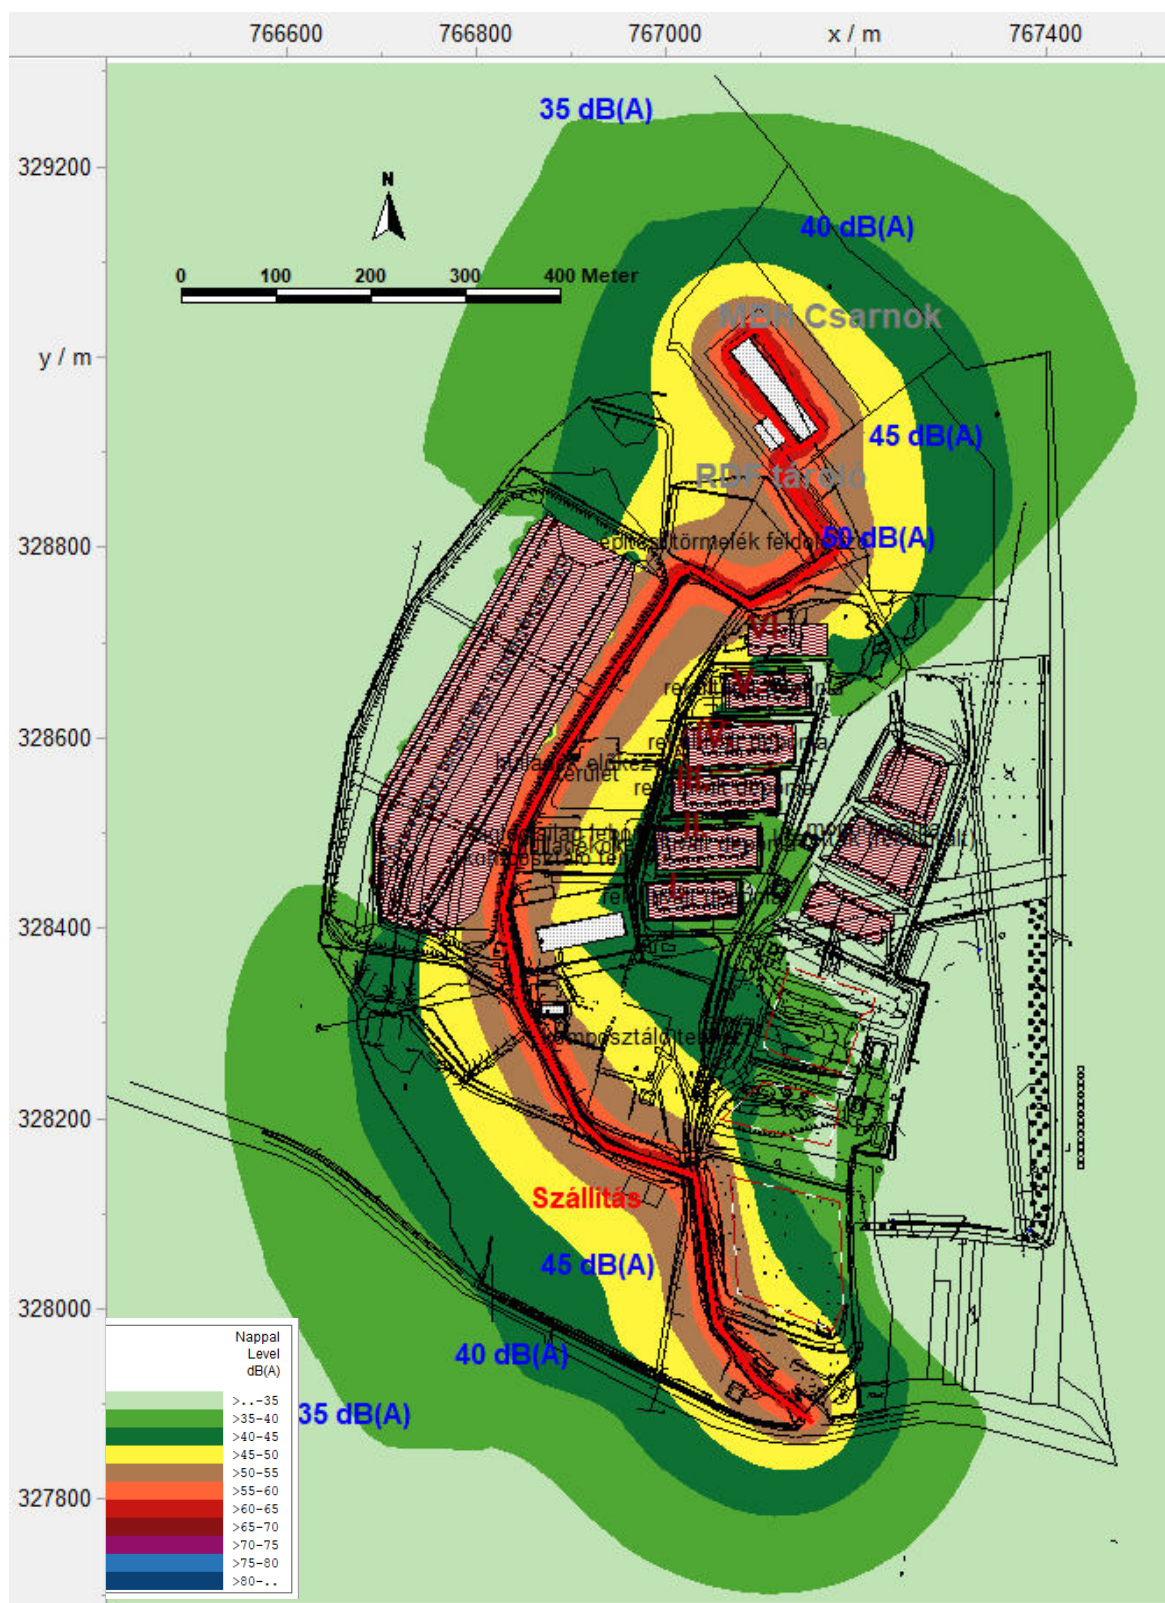 766600 766800 767000 x / m 767400
35 dB(A)
329200
N
40 dB(A)
0 100 200 300 400 Meter
MBH Csarnok
y / m
45 dB(A)
RDF tároló
50 dB(A)
328800
VI.
V.
328600
IV.
terület
III.
II.
I.
328400
328200
Szállítás
45 dB(A)
328000
40 dB(A)
35 dB(A)
Nappal
Level
dB(A)
>..-35
>35-40
>40-45
>45-50
>50-55
>55-60
>60-65
>65-70
>70-75
>75-80
>80-..
327800